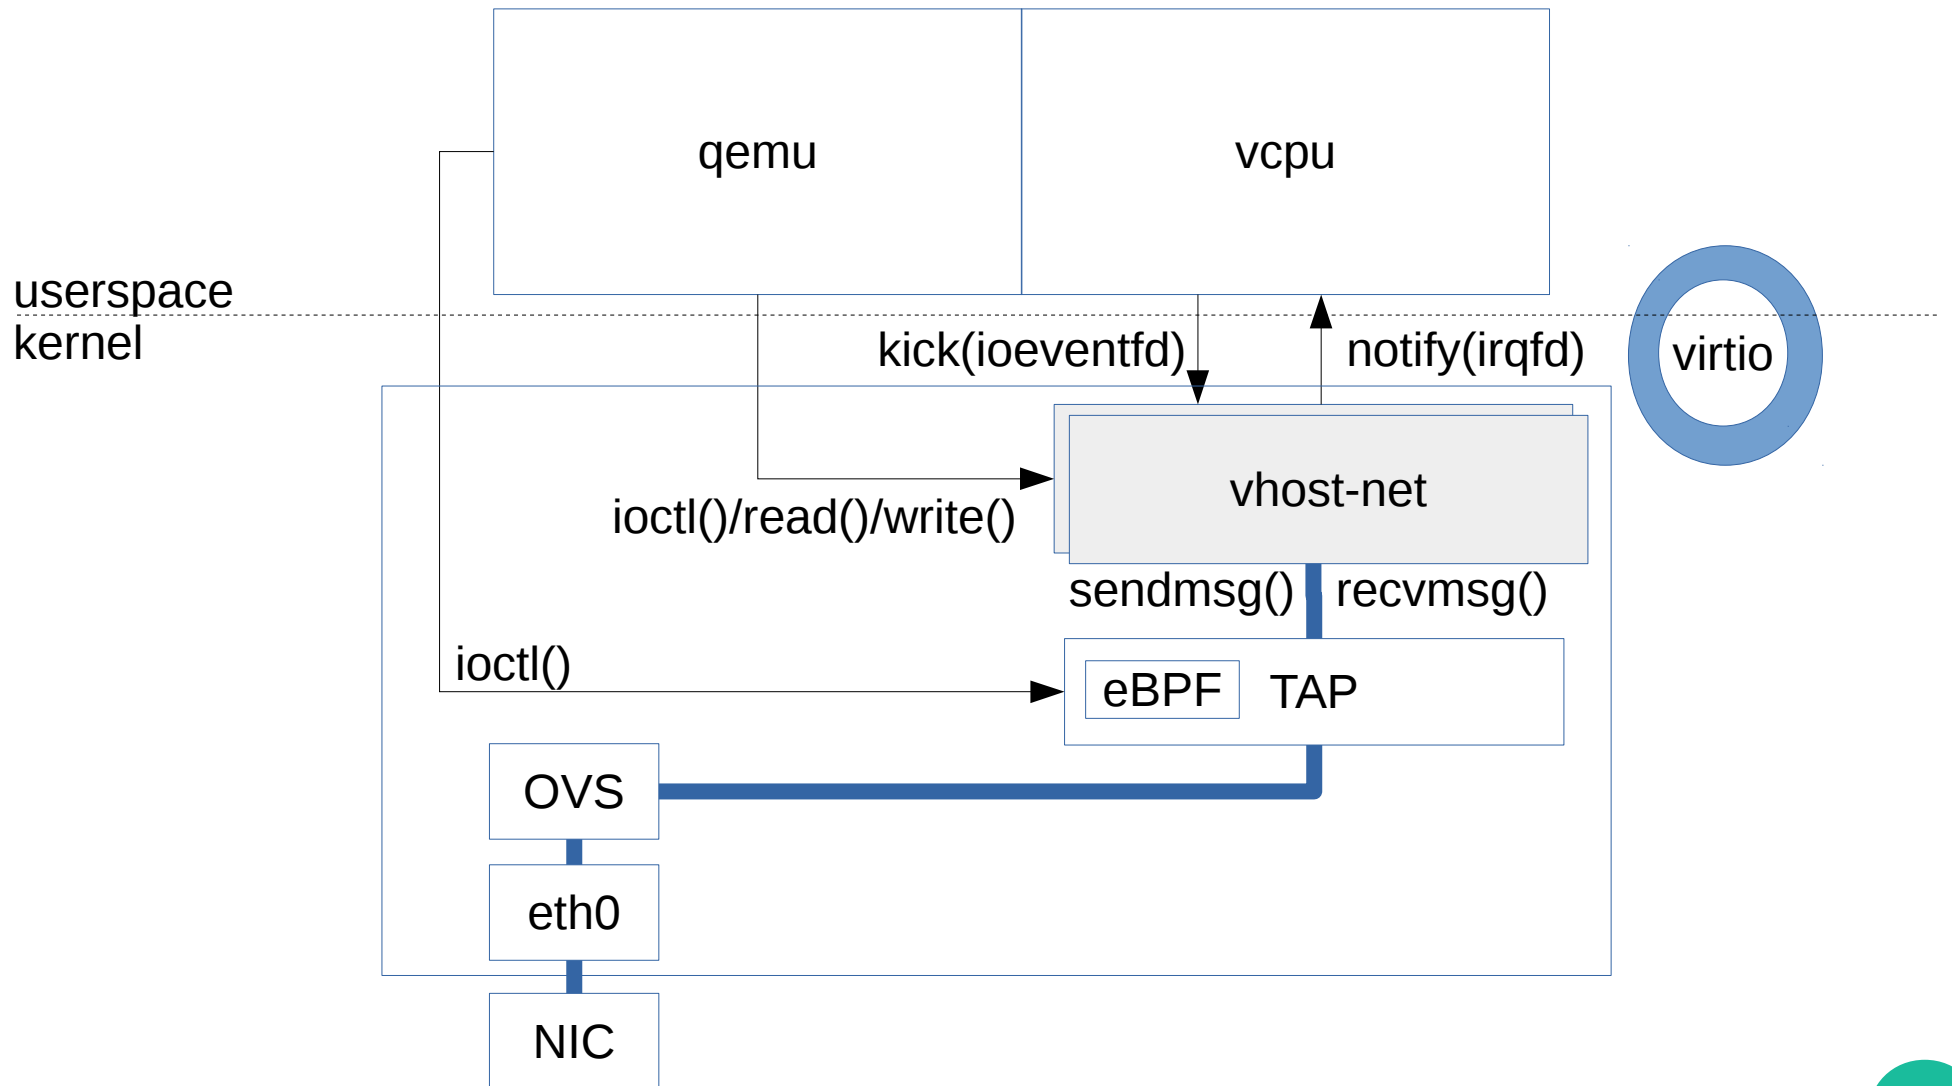 qemu
vcpu
userspace
kernel
kick(ioeventfd)
notify(irqfd)
virtio
vhost-net
ioctl()/read()/write()
sendmsg()
recvmsg()
ioctl()
eBPF
TAP
OVS
eth0
NIC